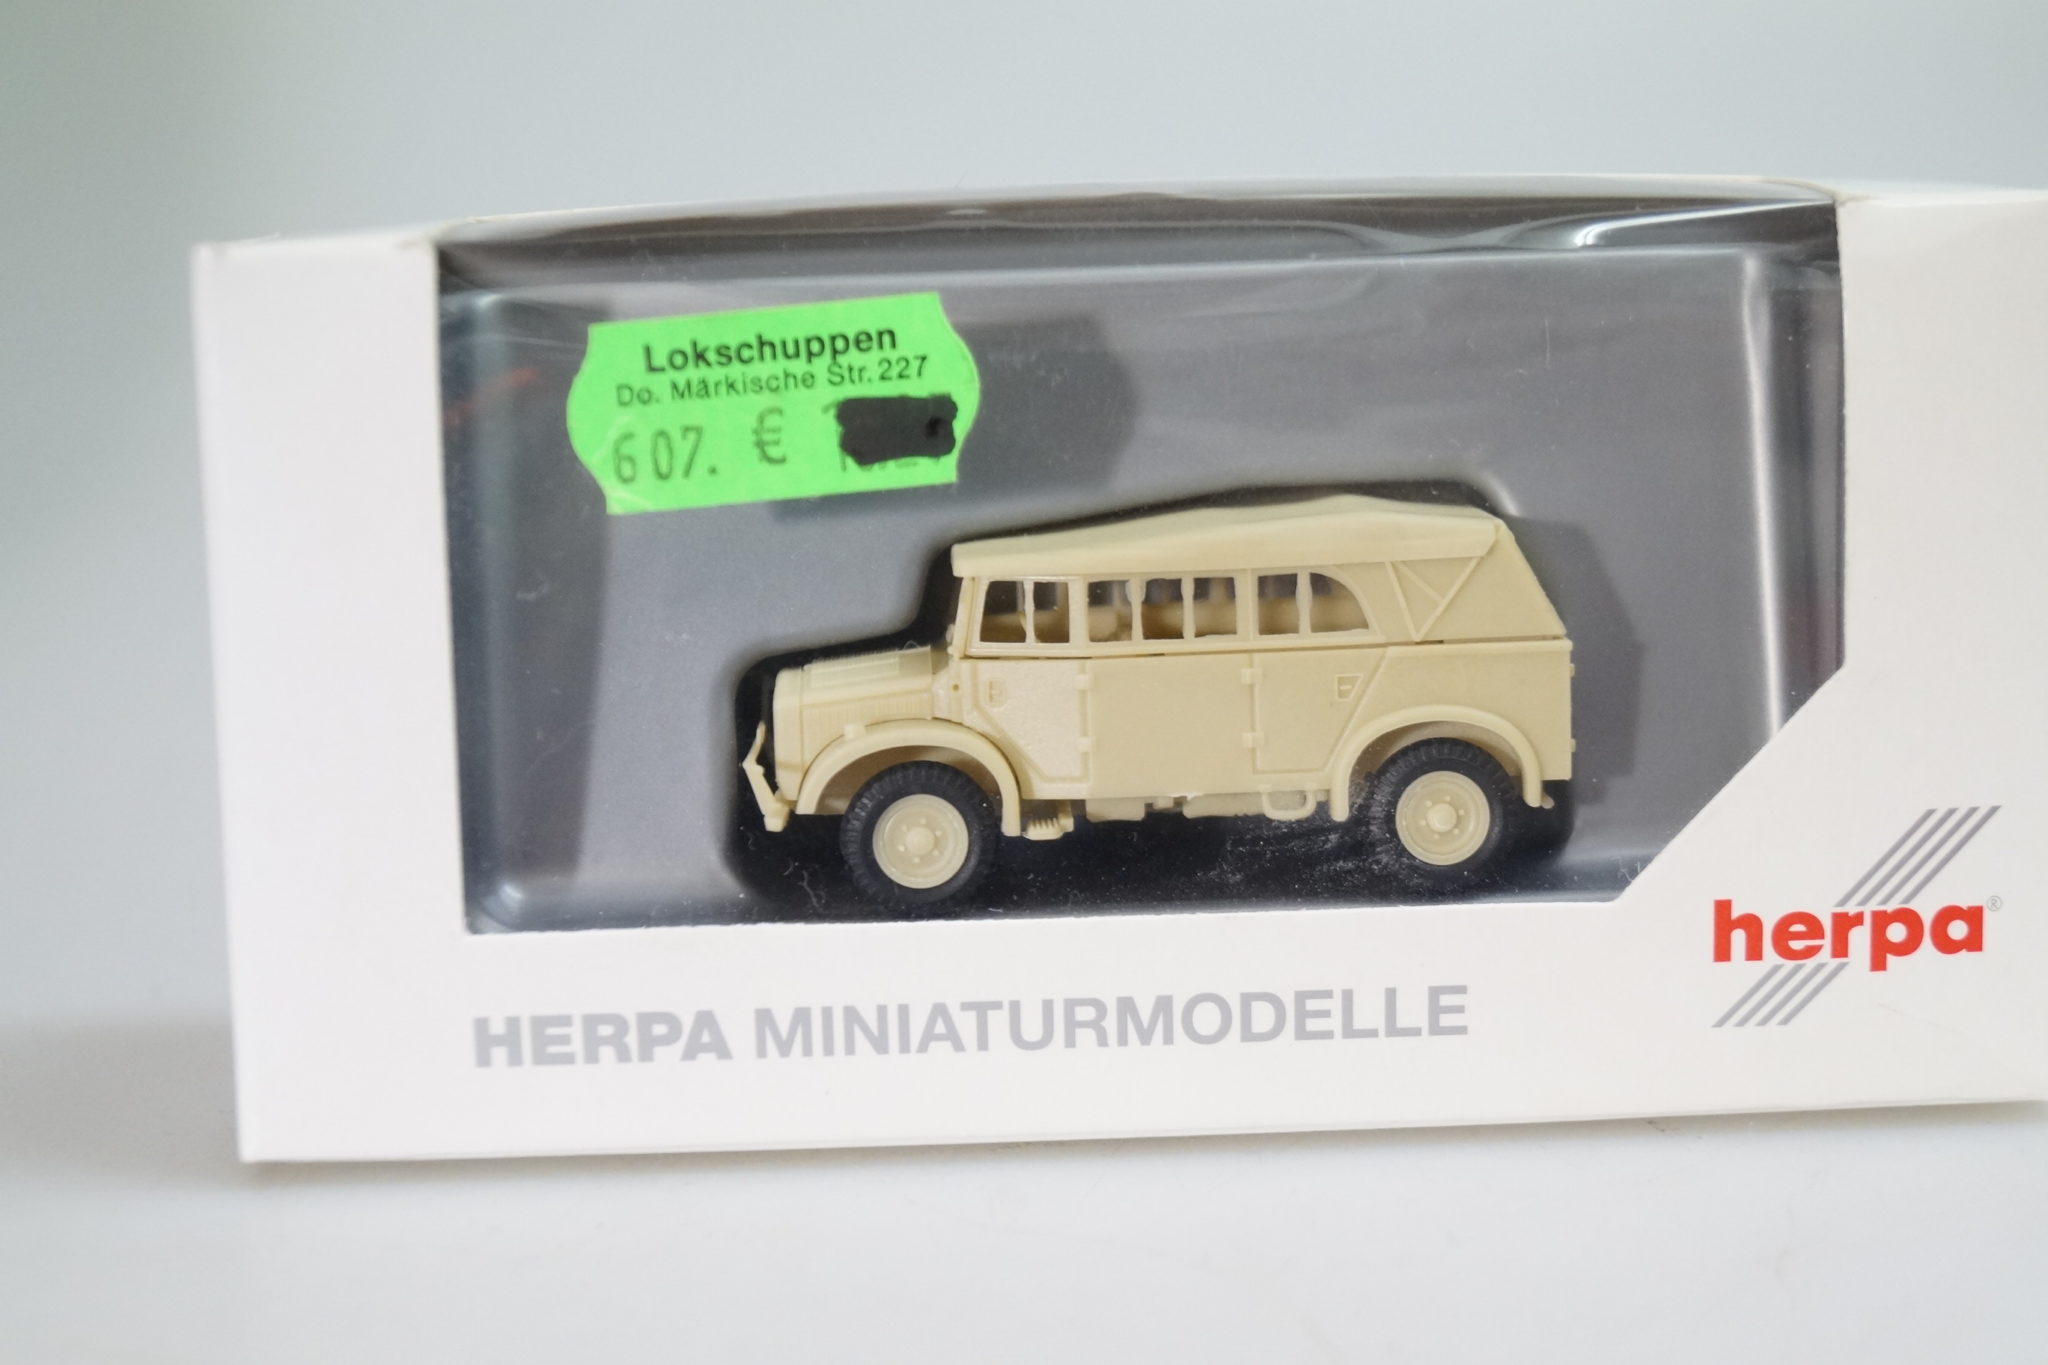 Lokschuppen
Do. Märkische Str. 227
607. €
herpa®
HERPA MINIATURMODELLE